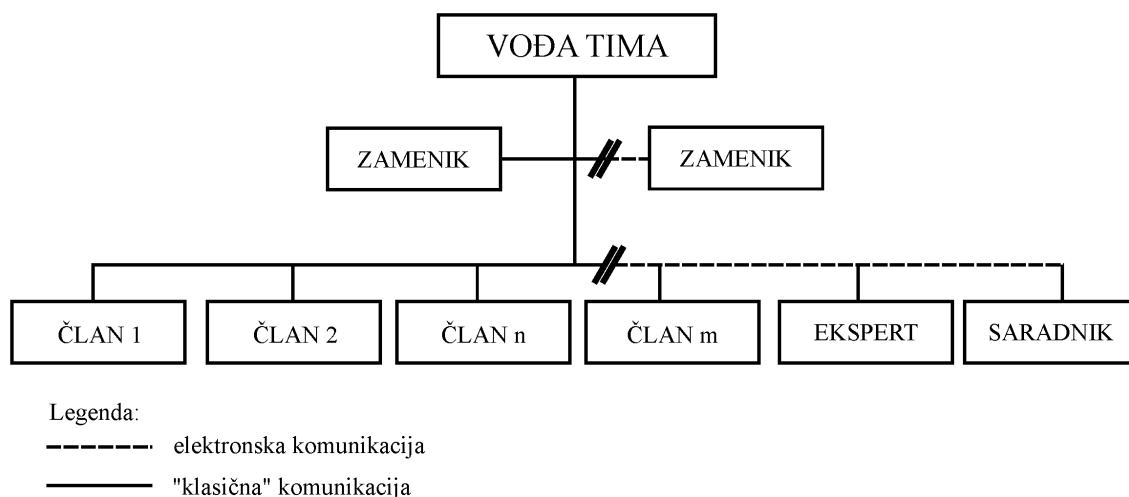 VOĐA TIMA
ZAMENIK
ZAMENIK
ČLAN 1
ČLAN 2
ČLAN n
ČLAN m
EKSPERT
SARADNIK
Legenda:
elektronska komunikacija
"klasična" komunikacija